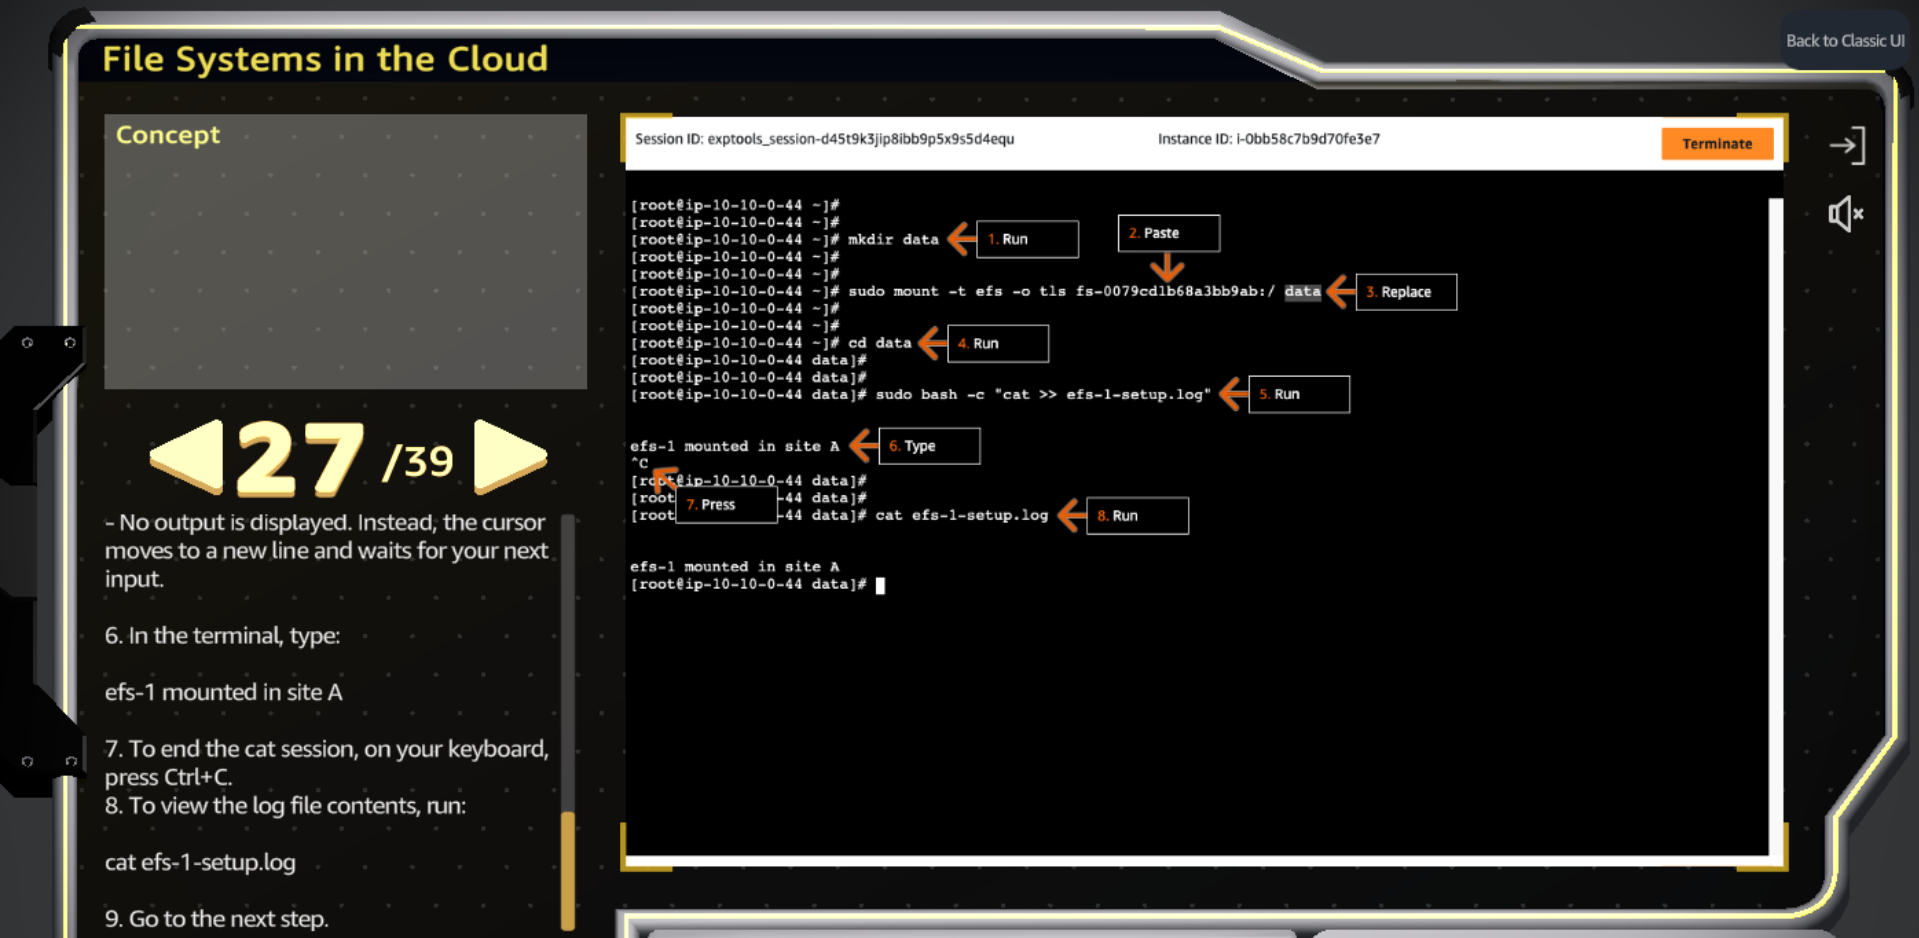 File Systems in the Cloud
Back to Classic UI
Concept
27 /39
- No output is displayed. Instead, the cursor
moves to a new line and waits for your next
input.
6. In the terminal, type:
efs-1 mounted in site A
7. To end the cat session, on your keyboard,
press Ctrl+C.
8. To view the log file contents, run:
cat efs-1-setup.log
9. Go to the next step.
Session ID: exptools_session-d45t9k3jip8ibb9p5x9s5d4equ
Instance ID: i-0bb58c7b9d70fe3e7
Terminate
[root@ip-10-10-0-44 ~]#
[root@ip-10-10-0-44 ~]#
[root@ip-10-10-0-44 ~]# mkdir data
1. Run
2. Paste
[root@ip-10-10-0-44 ~]#
[root@ip-10-10-0-44 ~]#
[root@ip-10-10-0-44 ~]# sudo mount -t efs -o tls fs-0079cd1b68a3bb9ab:/ data
3. Replace
[root@ip-10-10-0-44 ~]#
[root@ip-10-10-0-44 ~]#
[root@ip-10-10-0-44 ~]# cd data
4. Run
[root@ip-10-10-0-44 data]#
[root@ip-10-10-0-44 data]#
[root@ip-10-10-0-44 data]# sudo bash -c "cat >> efs-1-setup.log"
5. Run
efs-1 mounted in site A
6. Type
^C
[root@ip-10-10-0-44 data]#
[root -44 data]#
7. Press
[root -44 data]# cat efs-1-setup.log
8. Run
efs-1 mounted in site A
[root@ip-10-10-0-44 data]#